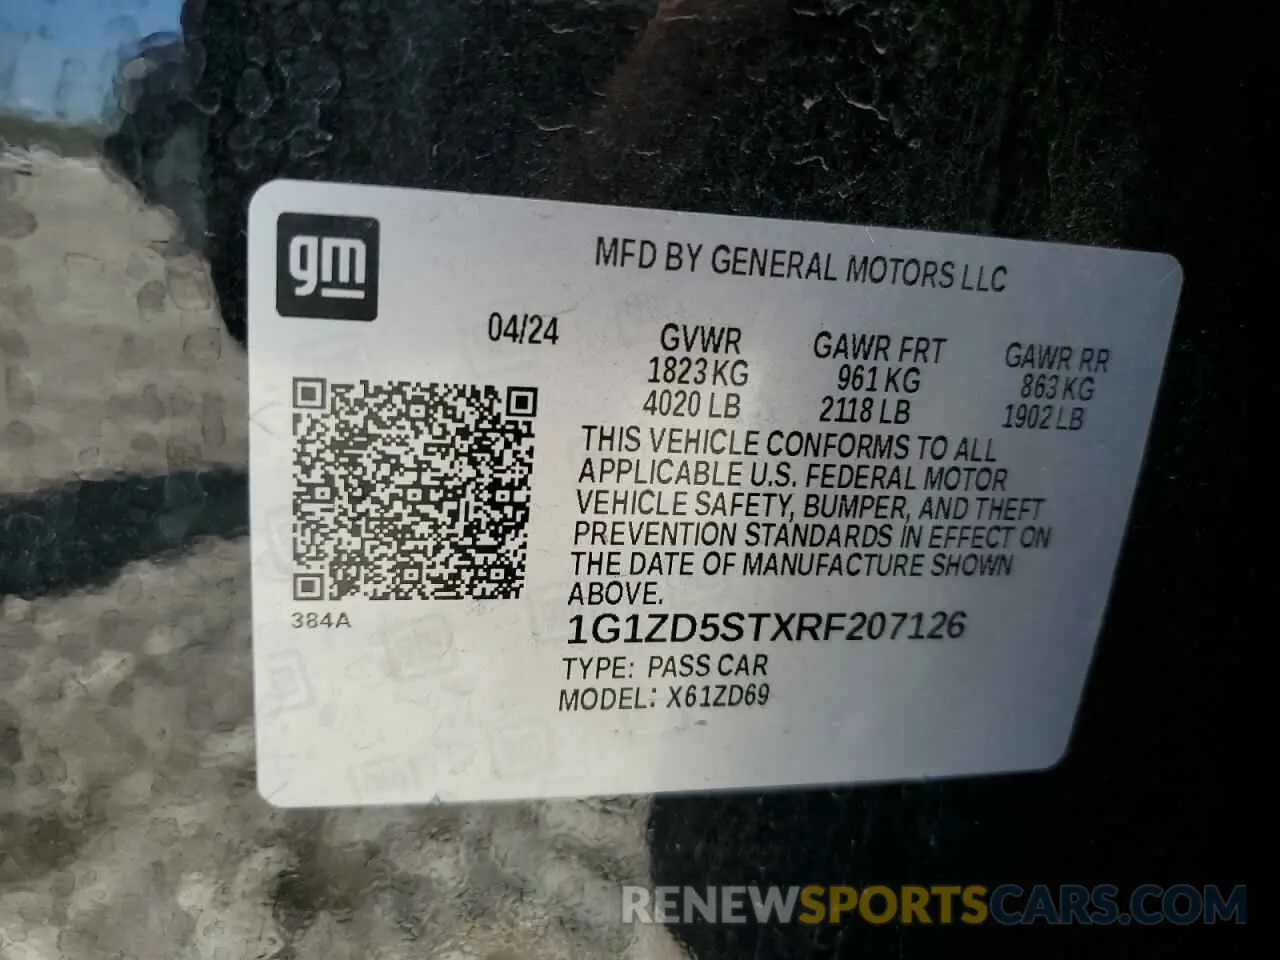 gm
MFD BY GENERAL MOTORS LLC
04/24
GVWR
1823 KG
4020 LB
GAWR FRT
961 KG
2118 LB
GAWR RR
863 KG
1902 LB
THIS VEHICLE CONFORMS TO ALL
APPLICABLE U.S. FEDERAL MOTOR
VEHICLE SAFETY, BUMPER, AND THEFT
PREVENTION STANDARDS IN EFFECT ON
THE DATE OF MANUFACTURE SHOWN
ABOVE.
384A
1G1ZD5STXRF207126
TYPE: PASS CAR
MODEL: X61ZD69
RENEWSPORTSCARS.COM